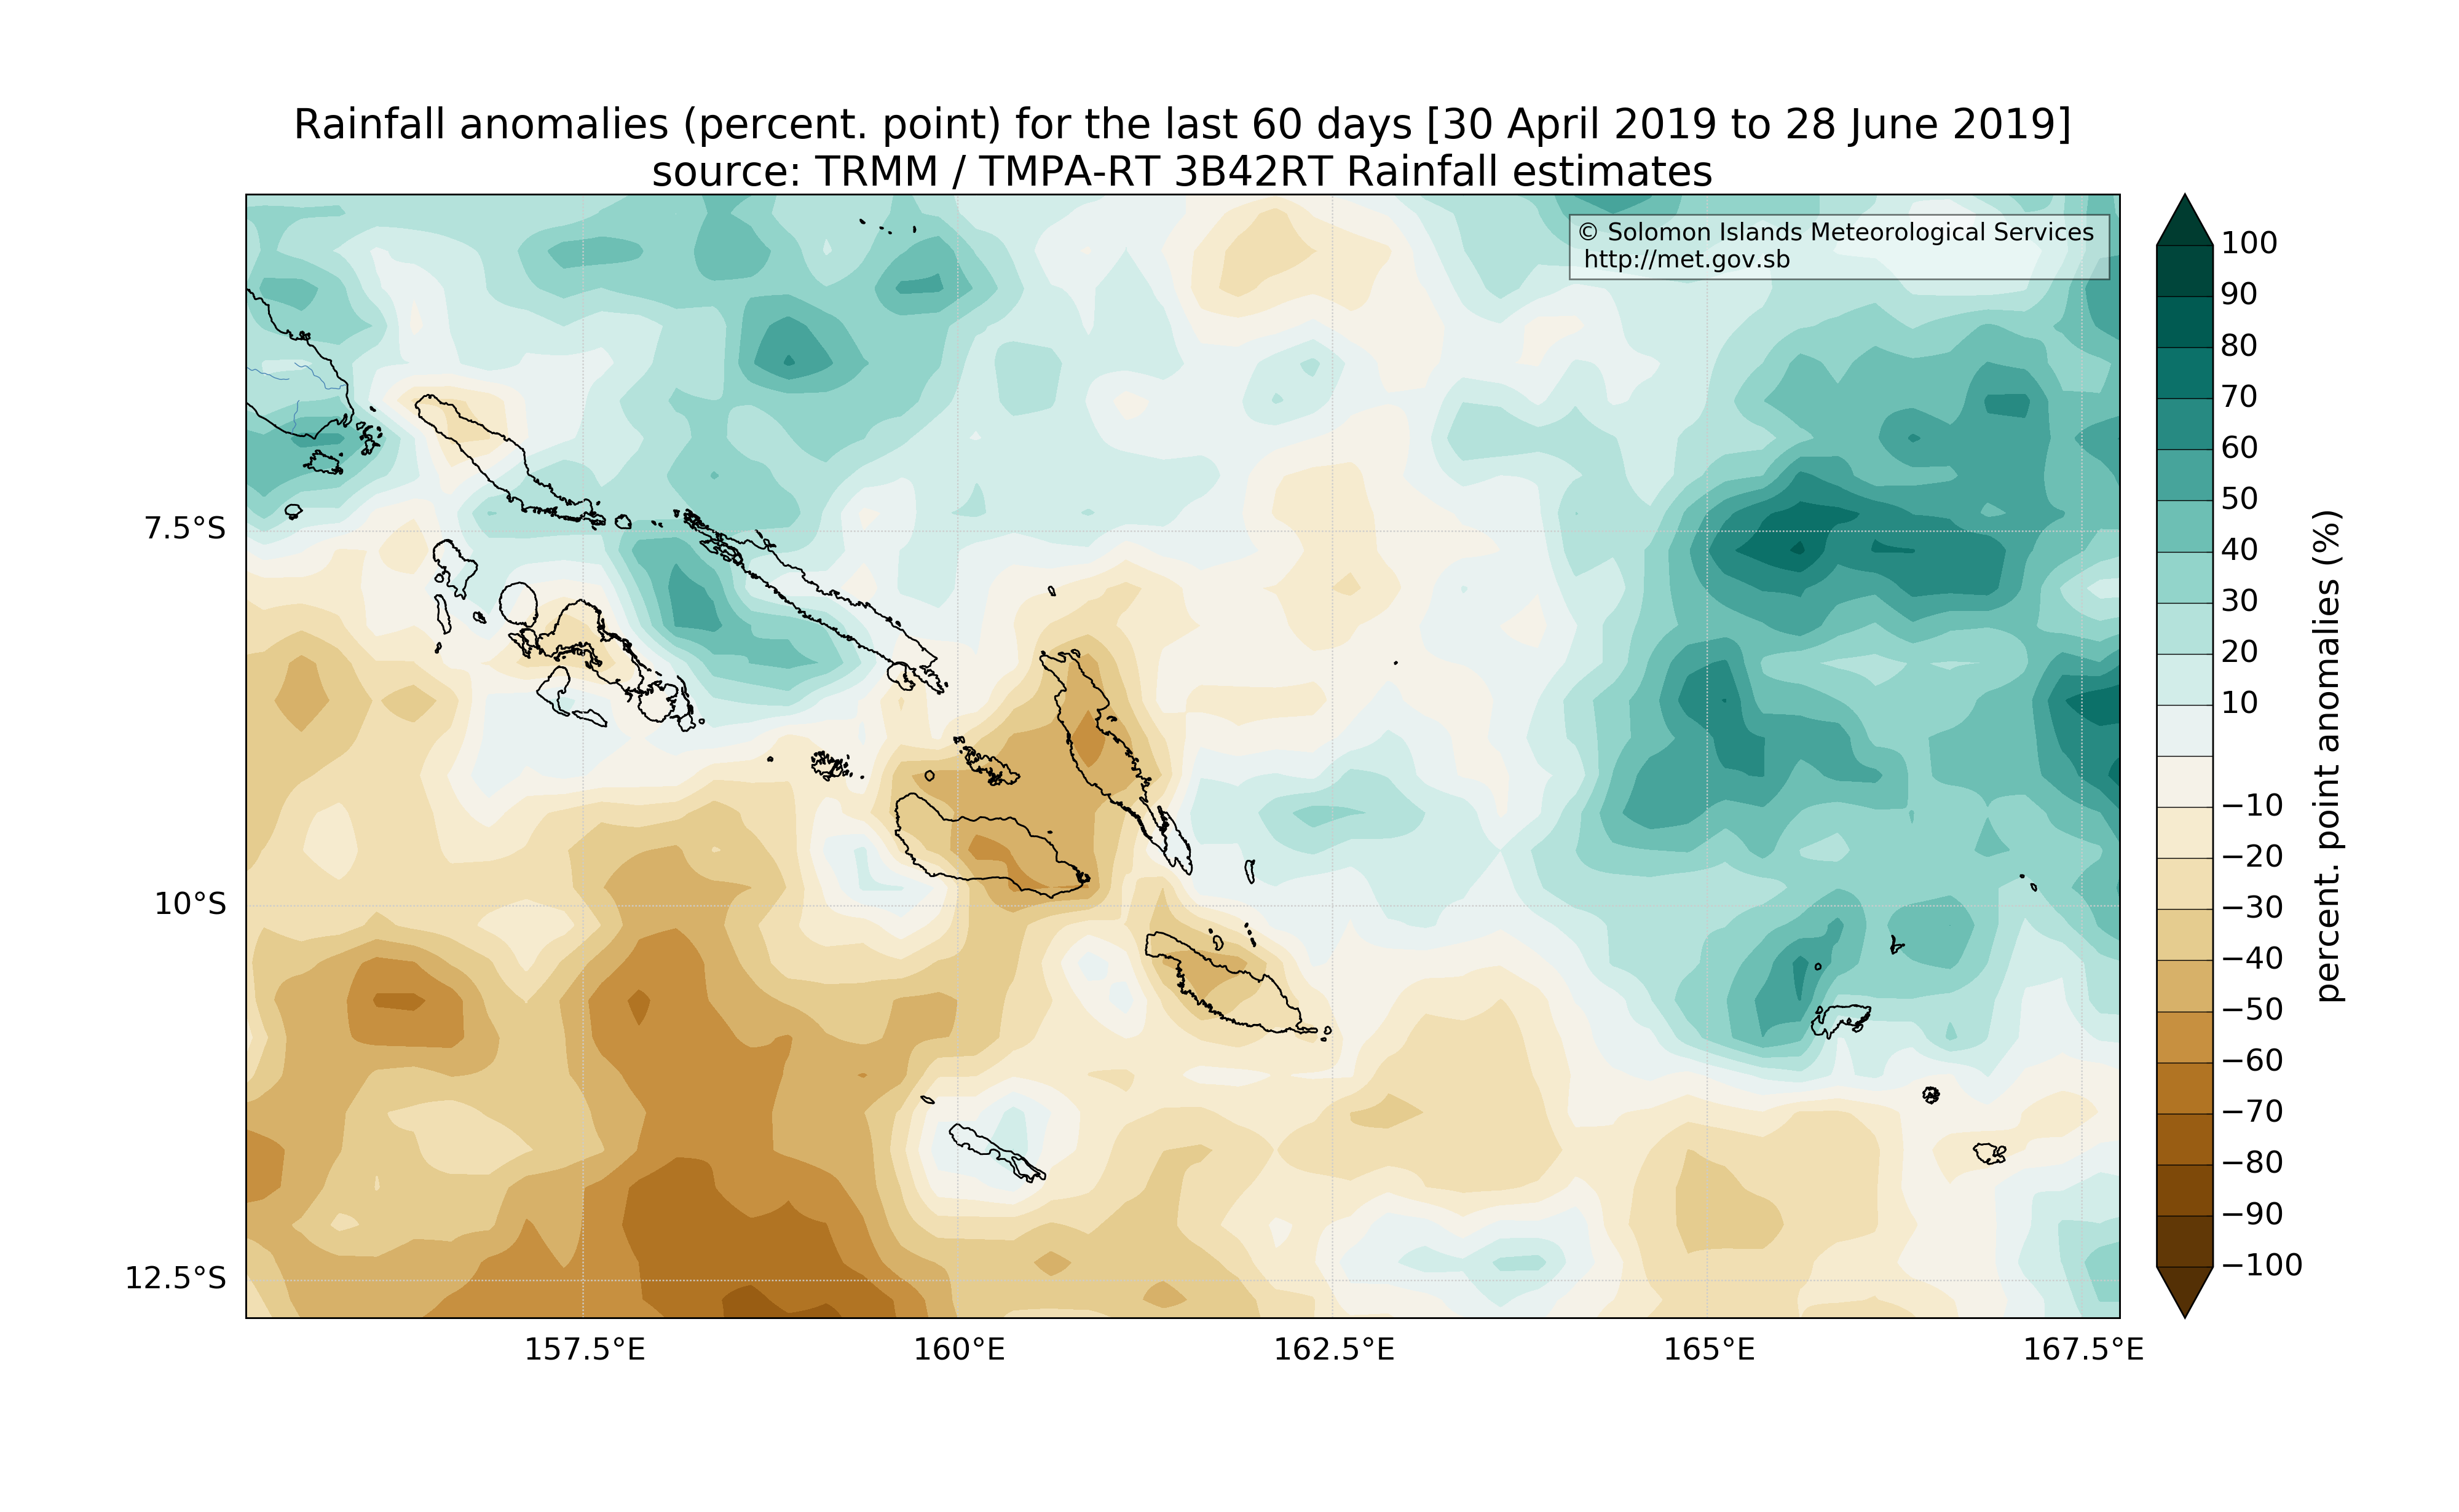 Rainfall anomalies (percent. point) for the last 60 days [30 April 2019 to 28 June 2019]
source: TRMM / TMPA-RT 3B42RT Rainfall estimates
© Solomon Islands Meteorological Services
http://met.gov.sb
7.5°S
10°S
12.5°S
157.5°E
160°E
162.5°E
165°E
167.5°E
100
90
80
70
60
50
40
30
20
10
−10
−20
−30
−40
−50
−60
−70
−80
−90
−100
percent. point anomalies (%)